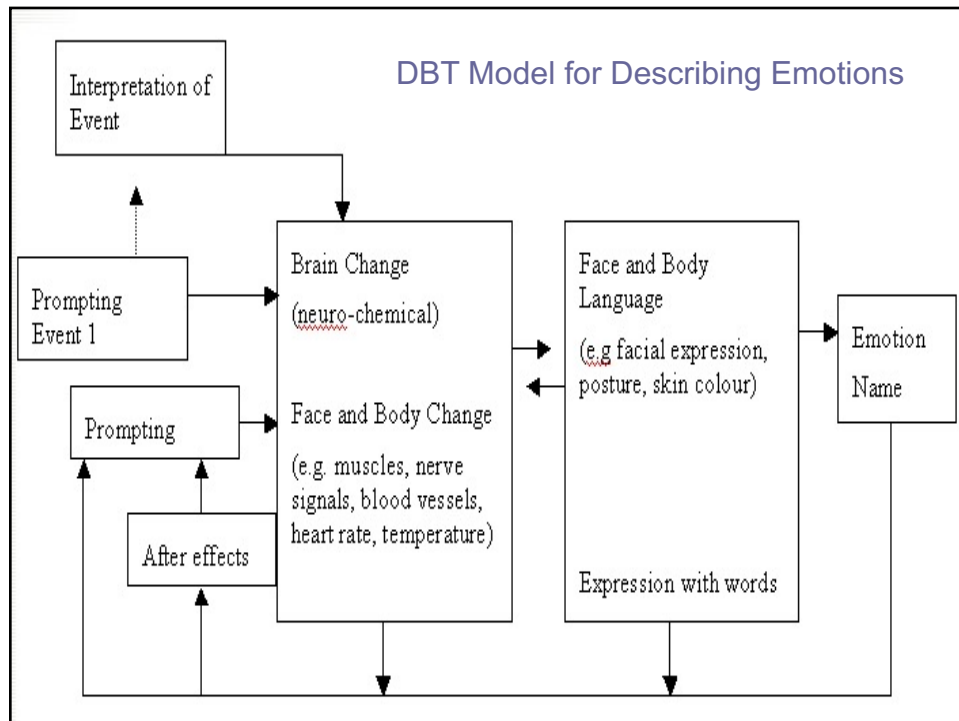 DBT Model for Describing Emotions
Interpretation of
Event
Prompting
Event 1
Prompting
After effects
Brain Change
(neuro-chemical)
Face and Body Change
(e.g. muscles, nerve
signals, blood vessels,
heart rate, temperature)
Face and Body
Language
(e.g facial expression,
posture, skin colour)
Expression with words
Emotion
Name